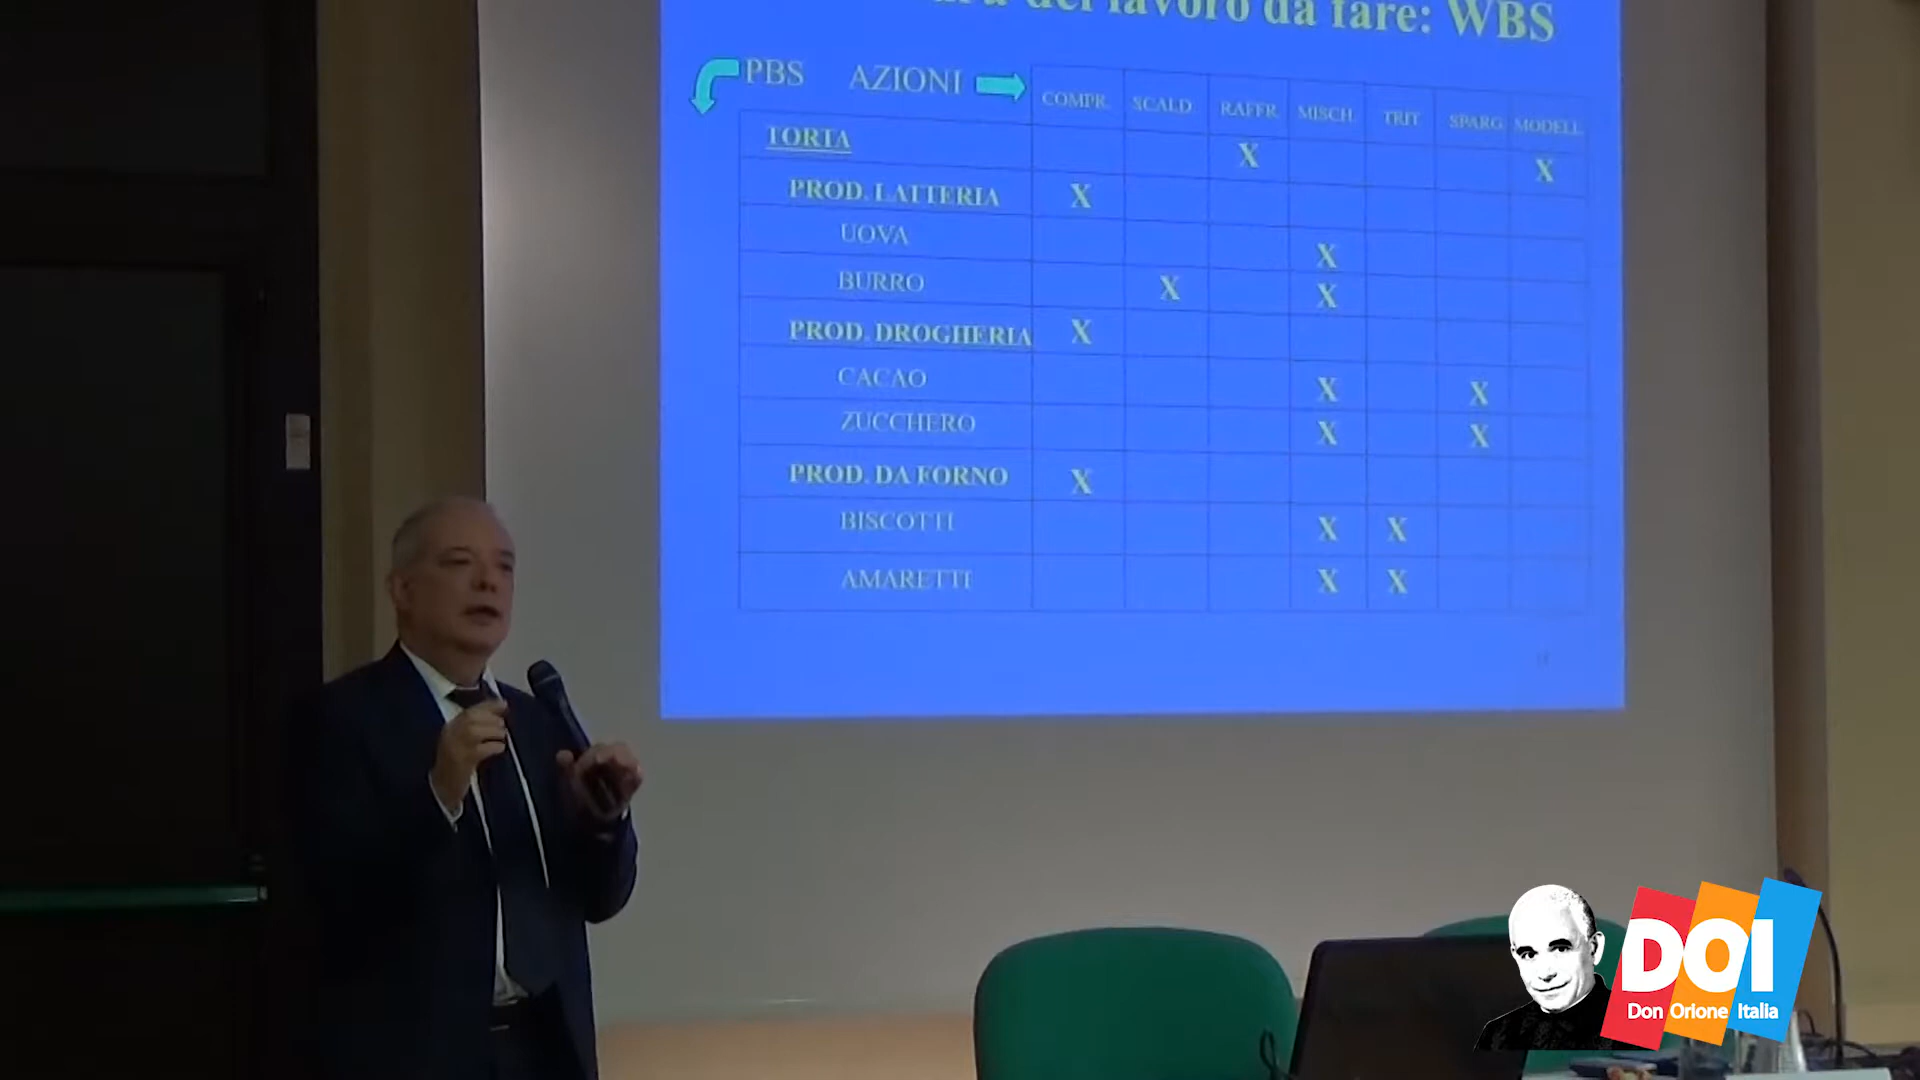 del lavoro da fare: WBS
PBS AZIONI COMPR. SCALD. RAFFR. MISCH. TRIT SPARG MODELL
TORTA X X
PROD. LATTERIA X
UOVA X
BURRO X X
PROD. DROGHERIA X
CACAO X X
ZUCCHERO X X
PROD. DA FORNO X
BISCOTTI X X
AMARETTI X X
DOI
Don Orione Italia